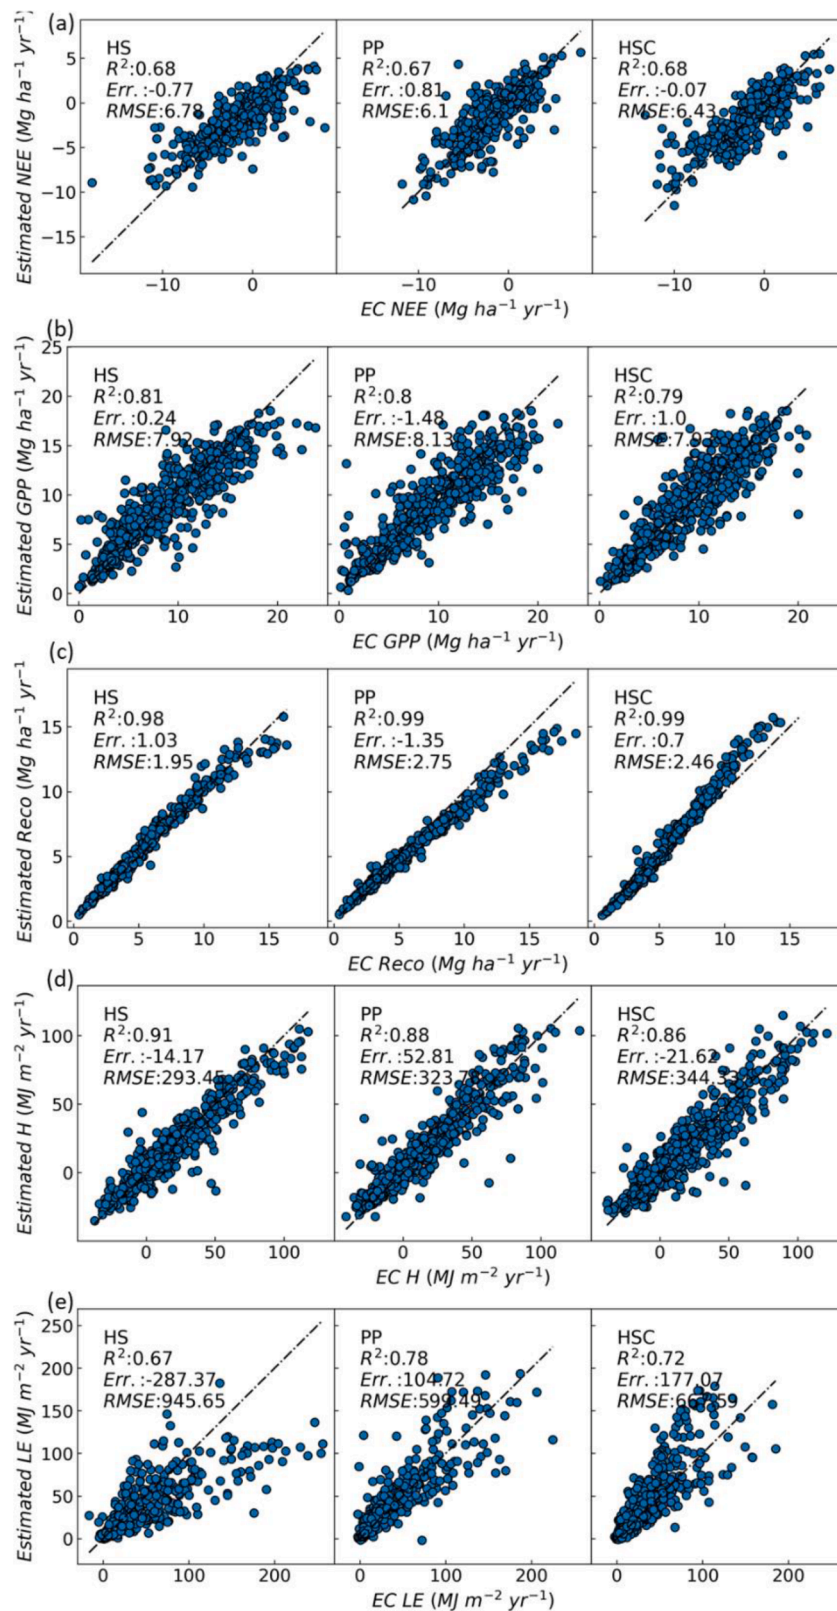 (a)
Estimated NEE (Mg ha⁻¹ yr⁻¹)
5
0
−5
−10
−15
HS
R²:0.68
Err.:-0.77
RMSE:6.78
PP
R²:0.67
Err.:0.81
RMSE:6.1
HSC
R²:0.68
Err.:-0.07
RMSE:6.43
−10 0 −10 0 −10 0
EC NEE (Mg ha⁻¹ yr⁻¹)
(b)
Estimated GPP (Mg ha⁻¹ yr⁻¹)
25
20
15
10
5
0
HS
R²:0.81
Err.:0.24
RMSE:7.92
PP
R²:0.8
Err.:-1.48
RMSE:8.13
HSC
R²:0.79
Err.:1.0
RMSE:7.93
0 10 20 0 10 20 0 10 20
EC GPP (Mg ha⁻¹ yr⁻¹)
(c)
Estimated Reco (Mg ha⁻¹ yr⁻¹)
15
10
5
0
HS
R²:0.98
Err.:1.03
RMSE:1.95
PP
R²:0.99
Err.:-1.35
RMSE:2.75
HSC
R²:0.99
Err.:0.7
RMSE:2.46
0 5 10 15 0 5 10 15 0 5 10 15
EC Reco (Mg ha⁻¹ yr⁻¹)
(d)
Estimated H (MJ m⁻² yr⁻¹)
100
50
0
HS
R²:0.91
Err.:-14.17
RMSE:293.45
PP
R²:0.88
Err.:52.81
HSC
R²:0.86
Err.:-21.62
RMSE:344.33
0 50 100 0 50 100 0 50 100
EC H (MJ m⁻² yr⁻¹)
(e)
Estimated LE (MJ m⁻² yr⁻¹)
250
200
150
100
50
0
HS
R²:0.67
Err.:-287.37
RMSE:945.65
PP
R²:0.78
Err.:104.72
RMSE:599.49
HSC
R²:0.72
Err.:177.07
0 100 200 0 100 200 0 100 200
EC LE (MJ m⁻² yr⁻¹)